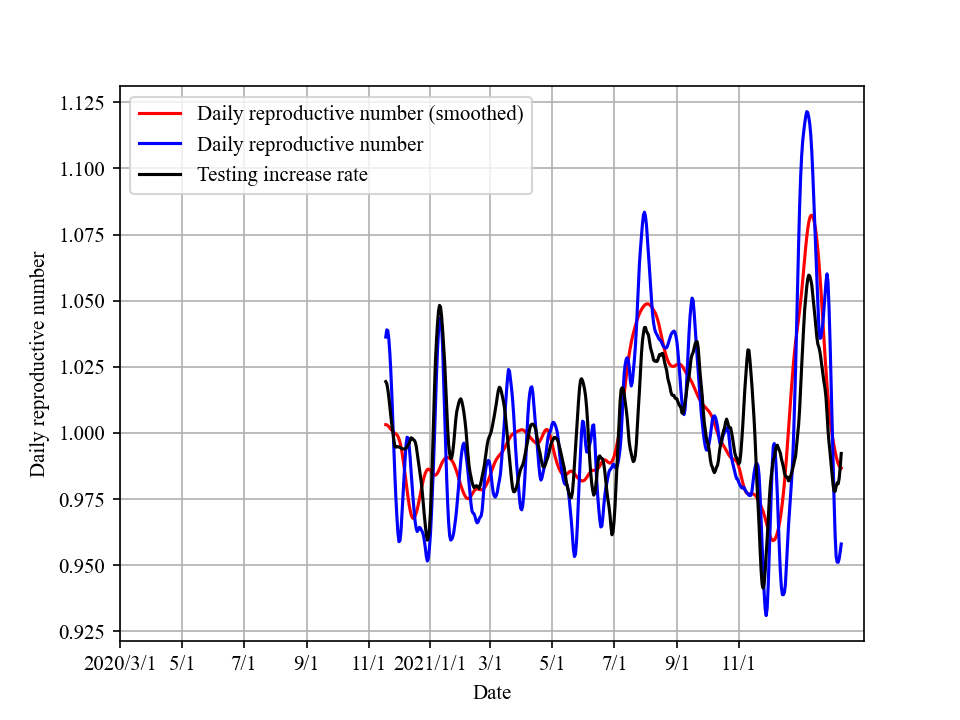 Daily reproductive number (smoothed)
Daily reproductive number
Testing increase rate
1.125
1.100
1.075
1.050
1.025
1.000
0.975
0.950
0.925
Daily reproductive number
2020/3/1 5/1 7/1 9/1 11/1 2021/1/1 3/1 5/1 7/1 9/1 11/1
Date